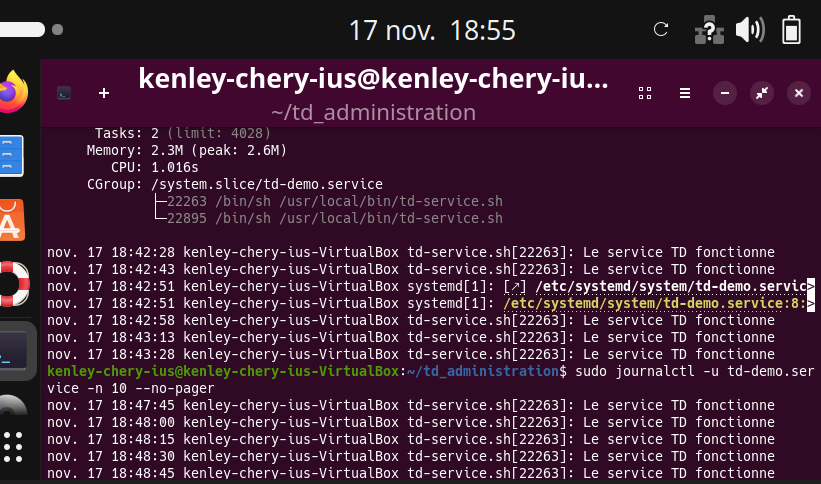 17 nov. 18:55
kenley-chery-ius@kenley-chery-iu...
~/td_administration
Tasks: 2 (limit: 4028)
Memory: 2.3M (peak: 2.6M)
CPU: 1.016s
CGroup: /system.slice/td-demo.service
├─22263 /bin/sh /usr/local/bin/td-service.sh
└─22895 /bin/sh /usr/local/bin/td-service.sh
nov. 17 18:42:28 kenley-chery-ius-VirtualBox td-service.sh[22263]: Le service TD fonctionne
nov. 17 18:42:43 kenley-chery-ius-VirtualBox td-service.sh[22263]: Le service TD fonctionne
nov. 17 18:42:51 kenley-chery-ius-VirtualBox systemd[1]: [↗] /etc/systemd/system/td-demo.servic>
nov. 17 18:42:51 kenley-chery-ius-VirtualBox systemd[1]: /etc/systemd/system/td-demo.service:8:>
nov. 17 18:42:58 kenley-chery-ius-VirtualBox td-service.sh[22263]: Le service TD fonctionne
nov. 17 18:43:13 kenley-chery-ius-VirtualBox td-service.sh[22263]: Le service TD fonctionne
nov. 17 18:43:28 kenley-chery-ius-VirtualBox td-service.sh[22263]: Le service TD fonctionne
kenley-chery-ius@kenley-chery-ius-VirtualBox:~/td_administration$ sudo journalctl -u td-demo.ser
vice -n 10 --no-pager
nov. 17 18:47:45 kenley-chery-ius-VirtualBox td-service.sh[22263]: Le service TD fonctionne
nov. 17 18:48:00 kenley-chery-ius-VirtualBox td-service.sh[22263]: Le service TD fonctionne
nov. 17 18:48:15 kenley-chery-ius-VirtualBox td-service.sh[22263]: Le service TD fonctionne
nov. 17 18:48:30 kenley-chery-ius-VirtualBox td-service.sh[22263]: Le service TD fonctionne
nov. 17 18:48:45 kenley-chery-ius-VirtualBox td-service.sh[22263]: Le service TD fonctionne